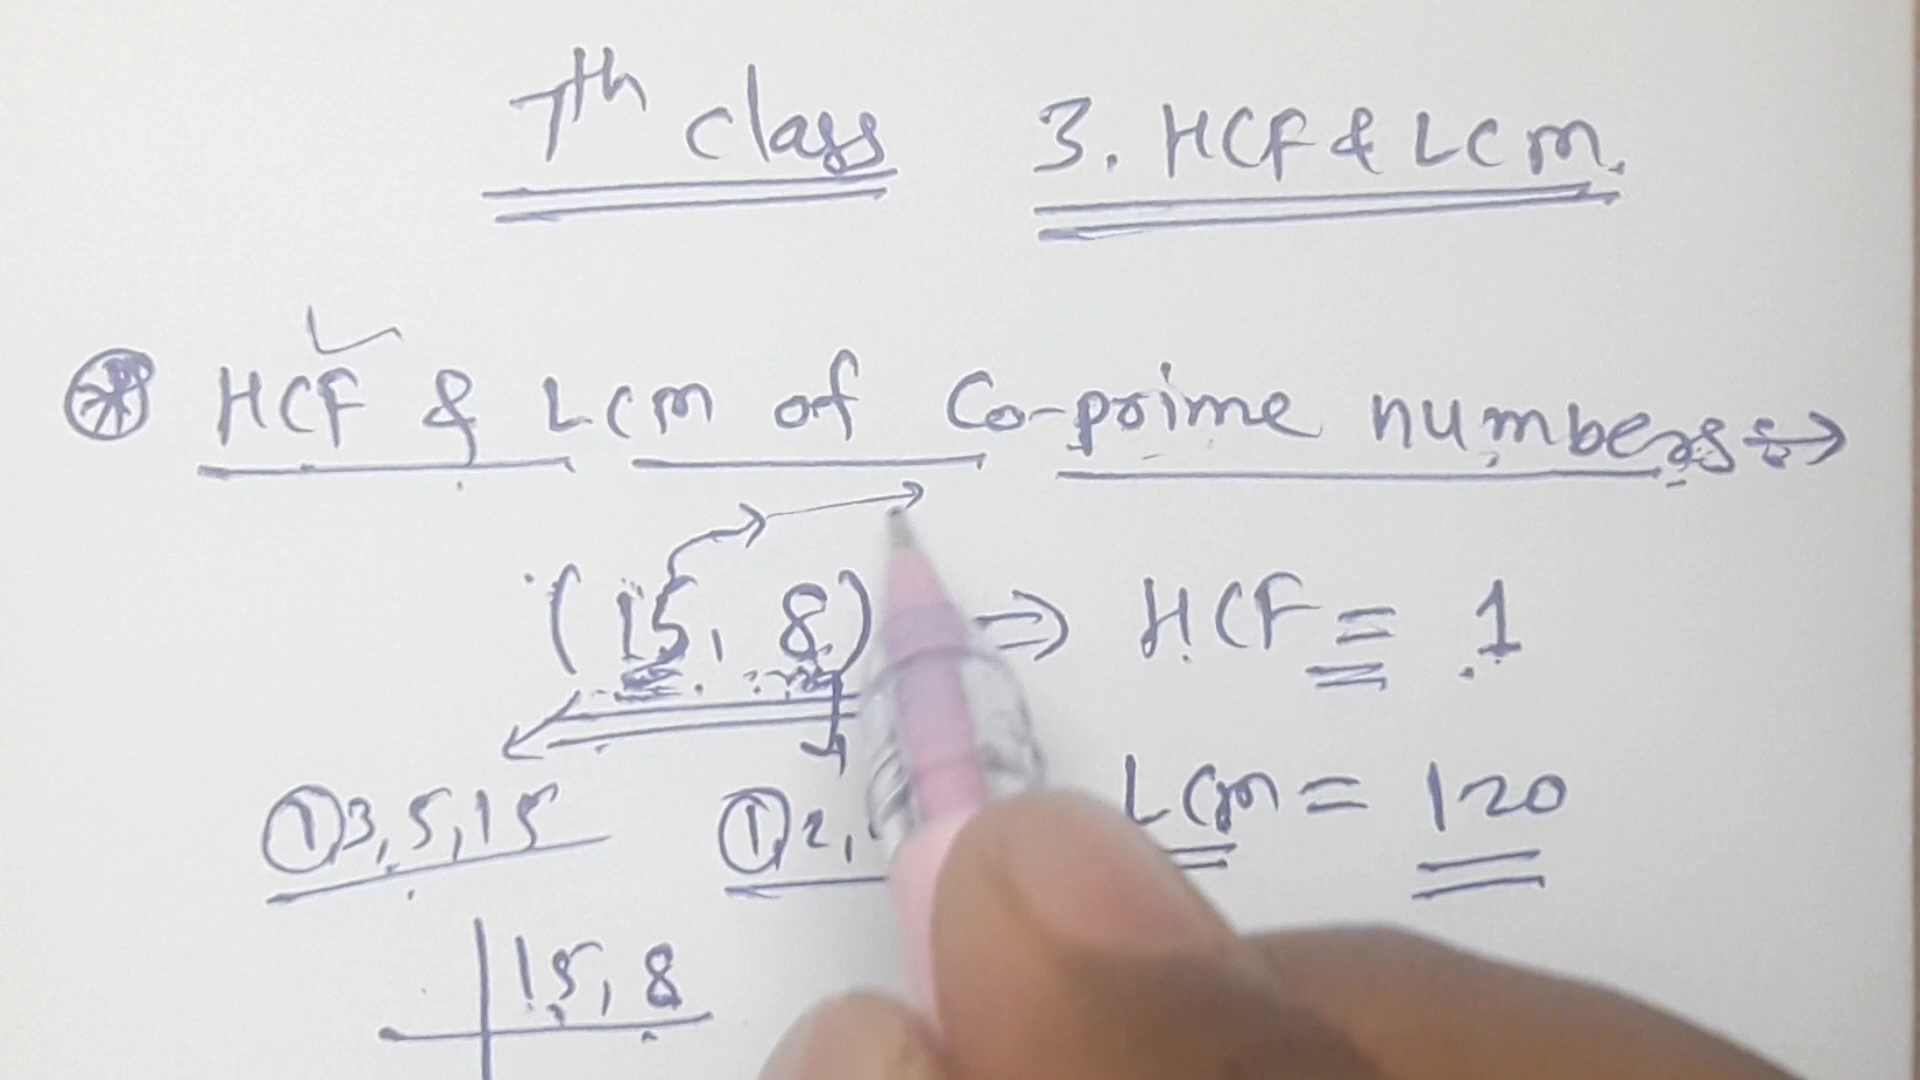 7th class 3. HCF & LCM.
HCF & LCM of Co-prime numbers :→
(15, 8) ⇒ HCF = 1
LCM = 120
① 3, 5, 15 ① 2,
15, 8